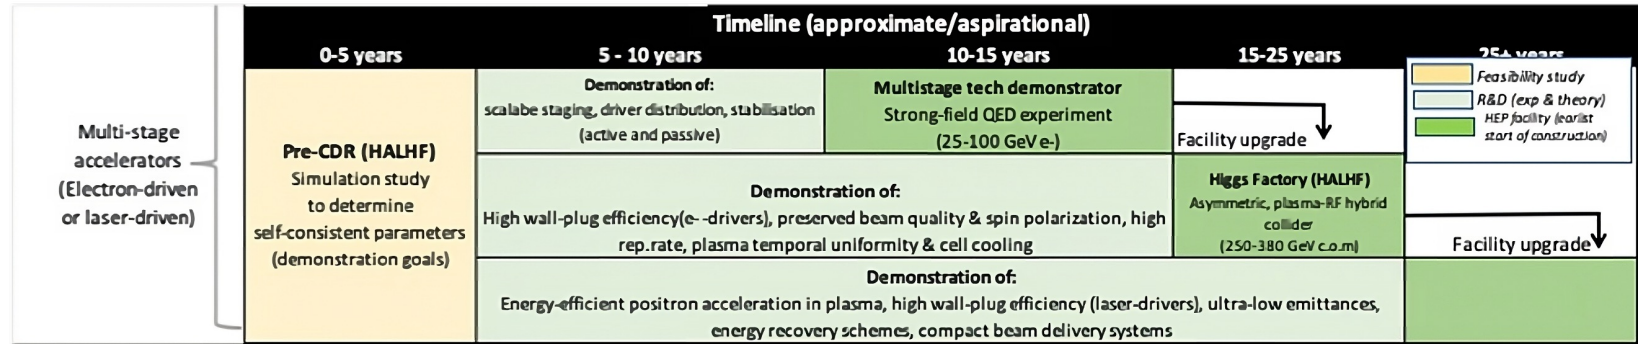 Timeline (approximate/aspirational)
0-5 years
5 - 10 years
10-15 years
15-25 years
25+ years
Multi-stage
accelerators
(Electron-driven
or laser-driven)
Pre-CDR (HALHF)
Simulation study
to determine
self-consistent parameters
(demonstration goals)
Demonstration of:
scalabe staging, driver distribution, stabilisation
(active and passive)
Multistage tech demonstrator
Strong-field QED experiment
(25-100 GeV e-)
Facility upgrade
Feasibility study
R&D (exp & theory)
HEP facility (earlist
start of construction)
Demonstration of:
High wall-plug efficiency(e--drivers), preserved beam quality & spin polarization, high
rep.rate, plasma temporal uniformity & cell cooling
Higgs Factory (HALHF)
Asymmetric, plasma-RF hybrid
collider
(250-380 GeV c.o.m)
Facility upgrade
Demonstration of:
Energy-efficient positron acceleration in plasma, high wall-plug efficiency (laser-drivers), ultra-low emittances,
energy recovery schemes, compact beam delivery systems